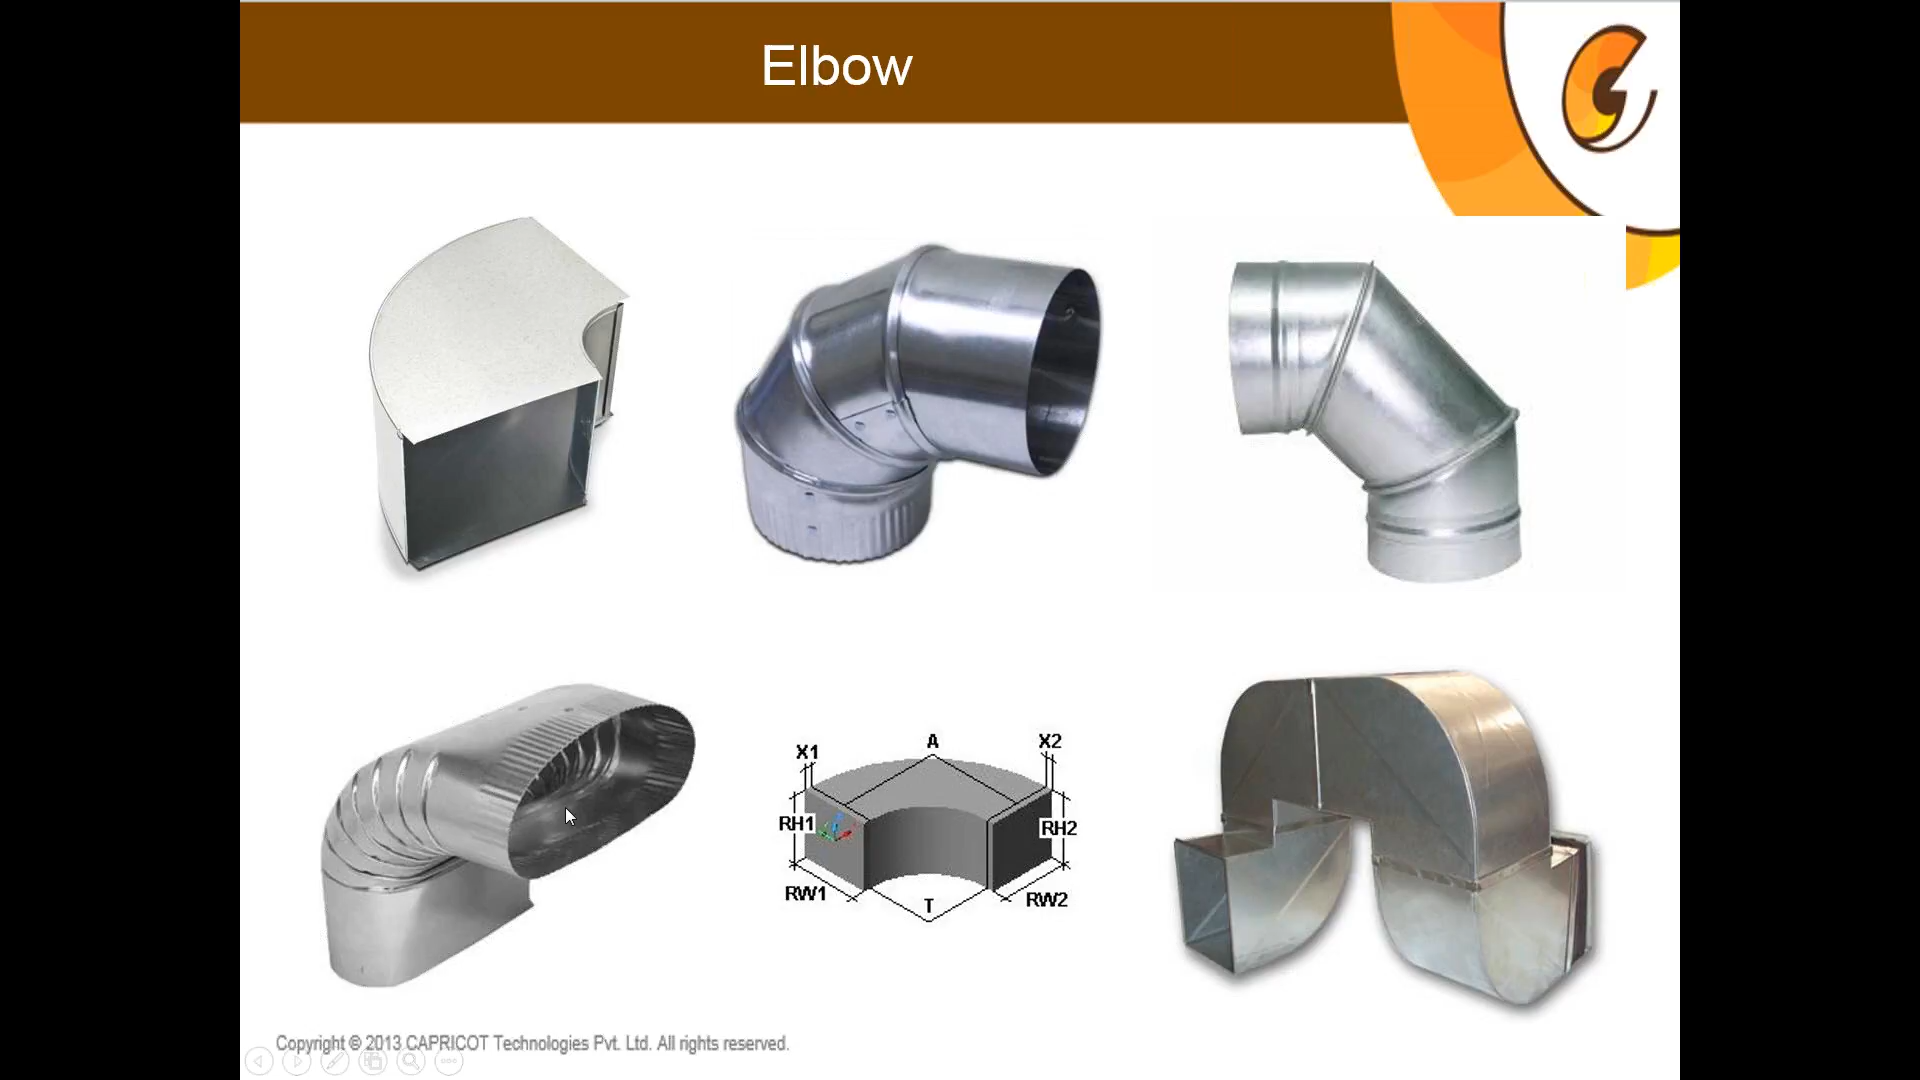 Elbow
X1
A
X2
RH1
RH2
RW1
T
RW2
Copyright © 2013 CAPRICOT Technologies Pvt. Ltd. All rights reserved.